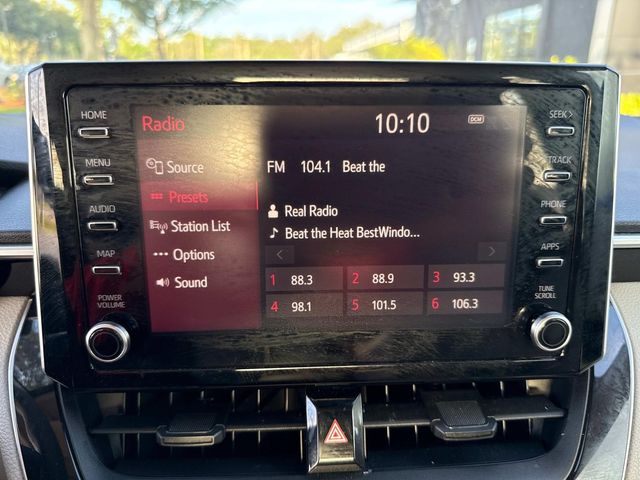 HOME
MENU
AUDIO
MAP
POWER
VOLUME
Radio
10:10
DCM
Source
Presets
Station List
Options
Sound
FM 104.1 Beat the
Real Radio
Beat the Heat BestWindo...
1 88.3 2 88.9 3 93.3
4 98.1 5 101.5 6 106.3
SEEK >
TRACK
PHONE
APPS
TUNE
SCROLL